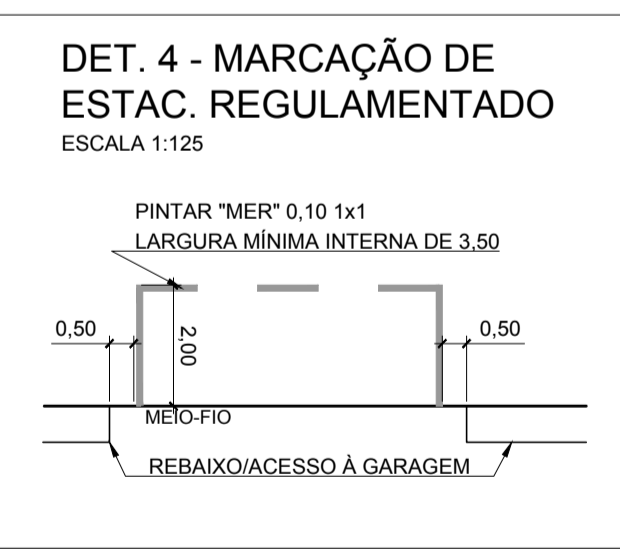 DET. 4 - MARCAÇÃO DE
ESTAC. REGULAMENTADO
ESCALA 1:125
PINTAR "MER" 0,10 1x1
LARGURA MÍNIMA INTERNA DE 3,50
0,50
2,00
0,50
MEIO-FIO
REBAIXO/ACESSO À GARAGEM